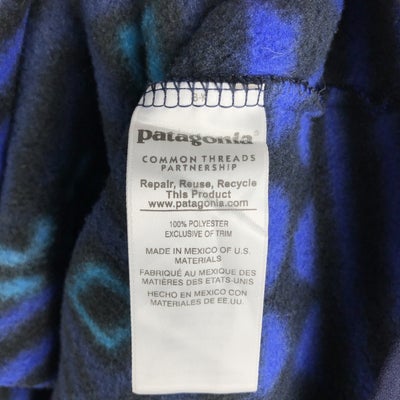 patagonia®
COMMON THREADS
PARTNERSHIP
Repair, Reuse, Recycle
This Product
www.patagonia.com
100% POLYESTER
EXCLUSIVE OF TRIM
MADE IN MEXICO OF U.S.
MATERIALS
FABRIQUÉ AU MEXIQUE DES
MATIÈRES DES ETATS-UNIS
HECHO EN MEXICO CON
MATERIALES DE EE.UU.